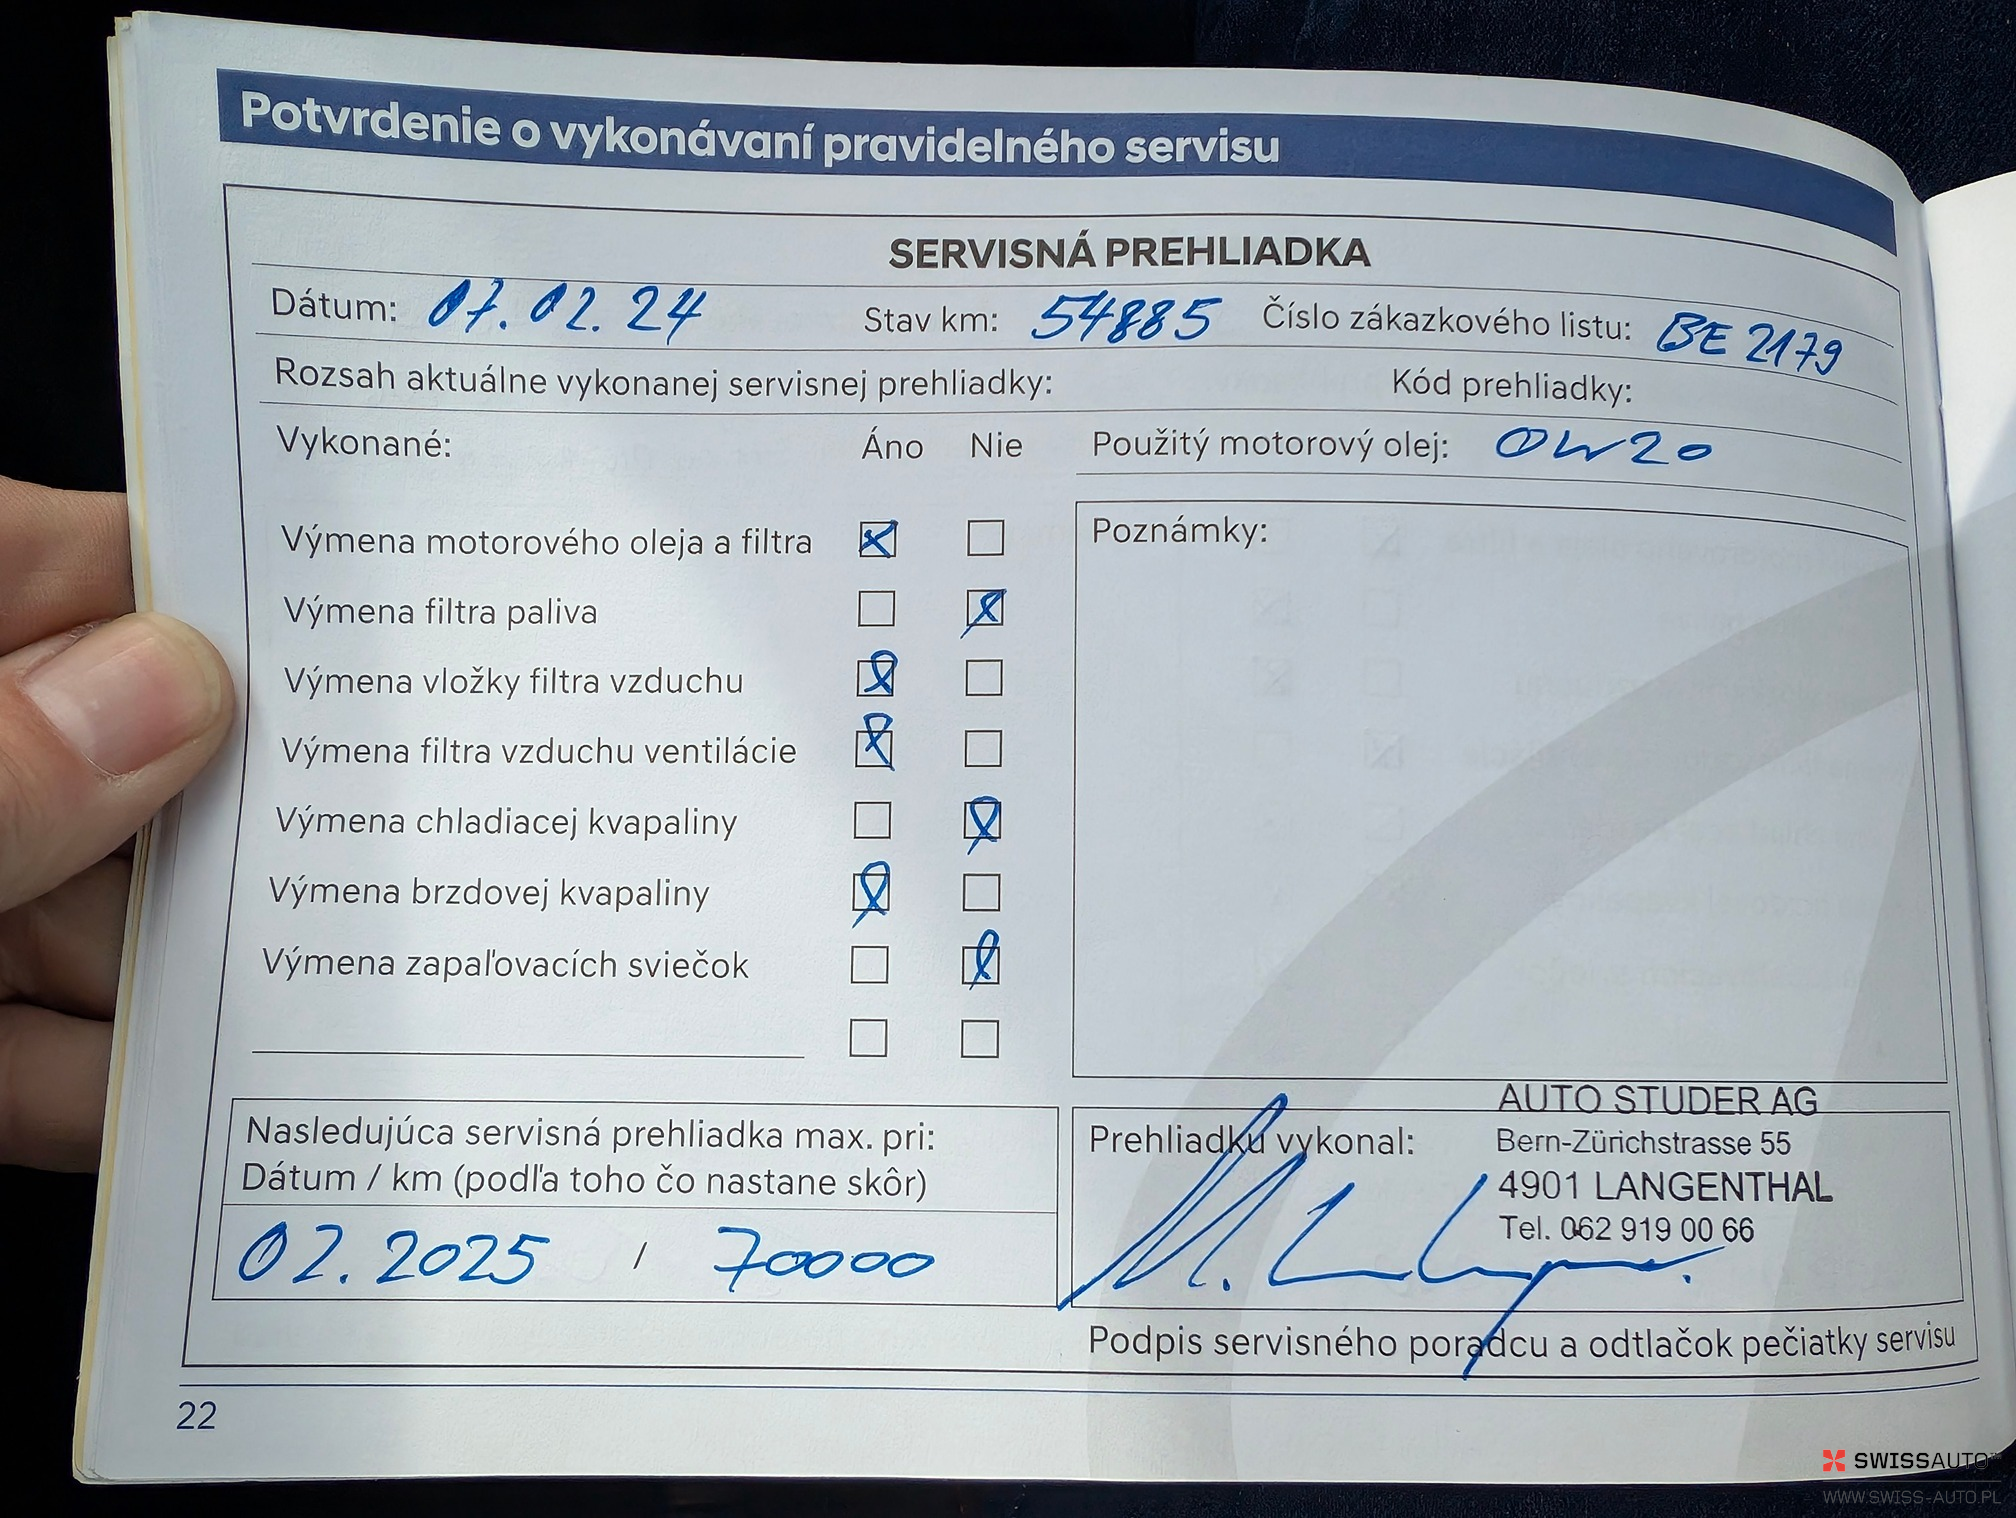 Potvrdenie o vykonávaní pravidelného servisu
SERVISNÁ PREHLIADKA
Dátum: 07.02.24 Stav km: 54885 Číslo zákazkového listu: BE 2179
Rozsah aktuálne vykonanej servisnej prehliadky: Kód prehliadky:
Vykonané: Áno Nie Použitý motorový olej: 0W20
Výmena motorového oleja a filtra
Poznámky:
Výmena filtra paliva
Výmena vložky filtra vzduchu
Výmena filtra vzduchu ventilácie
Výmena chladiacej kvapaliny
Výmena brzdovej kvapaliny
Výmena zapaľovacích sviečok
Nasledujúca servisná prehliadka max. pri:
Dátum / km (podľa toho čo nastane skôr)
02.2025 / 70000
Prehliadku vykonal:
AUTO STUDER AG
Bern-Zürichstrasse 55
4901 LANGENTHAL
Tel. 062 919 00 66
Podpis servisného poradcu a odtlačok pečiatky servisu
22
SWISSAUTO
WWW.SWISS-AUTO.PL